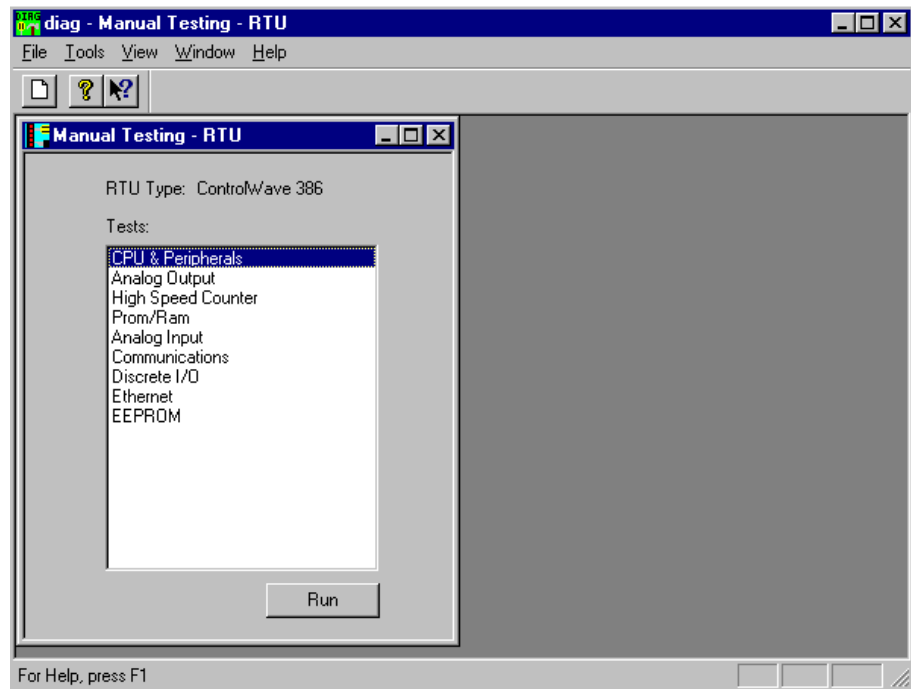 diag - Manual Testing - RTU
File Tools View Window Help
Manual Testing - RTU
RTU Type: ControlWave 386
Tests:
CPU & Peripherals
Analog Output
High Speed Counter
Prom/Ram
Analog Input
Communications
Discrete I/O
Ethernet
EEPROM
Run
For Help, press F1